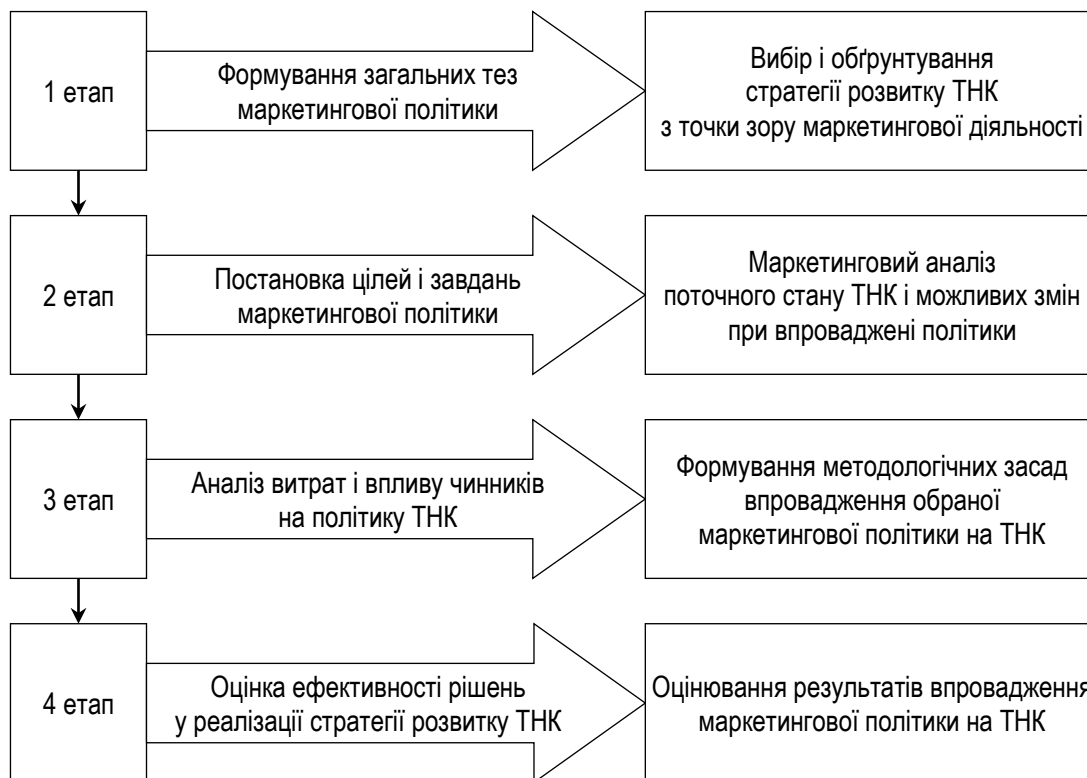 1 етап
Формування загальних тез
маркетингової політики
Вибір і обґрунтування
стратегії розвитку ТНК
з точки зору маркетингової діяльності
2 етап
Постановка цілей і завдань
маркетингової політики
Маркетинговий аналіз
поточного стану ТНК і можливих змін
при впроваджені політики
3 етап
Аналіз витрат і впливу чинників
на політику ТНК
Формування методологічних засад
впровадження обраної
маркетингової політики на ТНК
4 етап
Оцінка ефективності рішень
у реалізації стратегії розвитку ТНК
Оцінювання результатів впровадження
маркетингової політики на ТНК